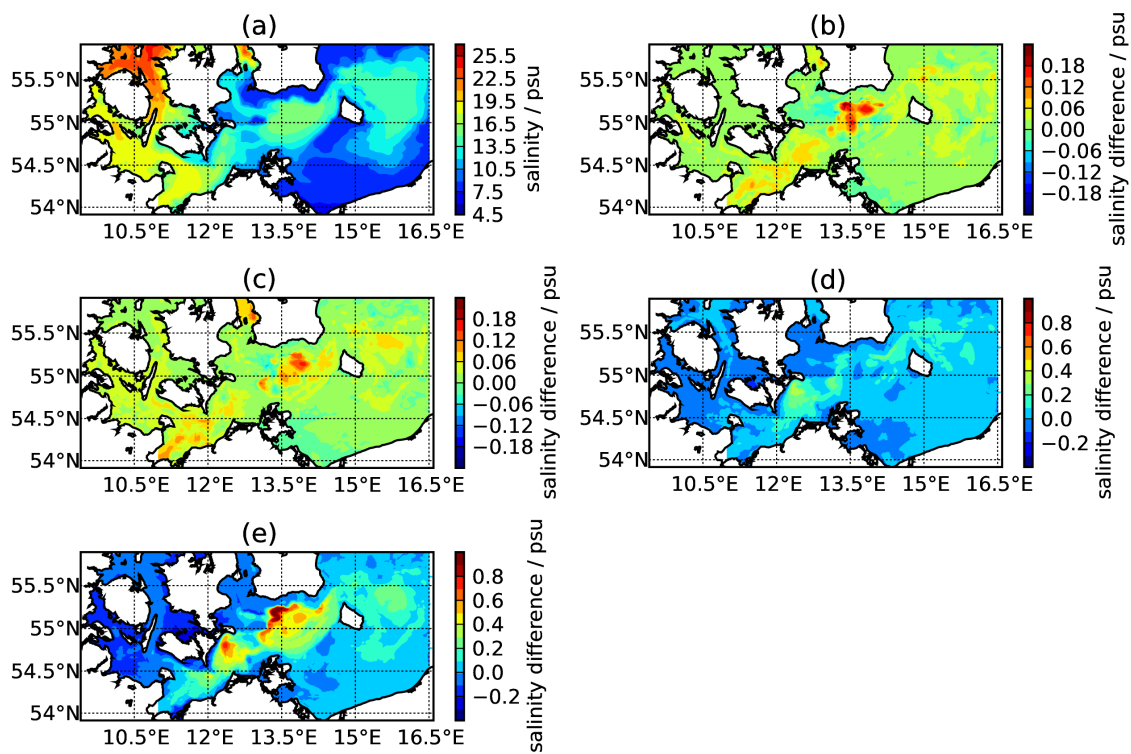 (a)
55.5°N
55°N
54.5°N
54°N
10.5°E 12°E 13.5°E 15°E 16.5°E
25.5
22.5
19.5
16.5
13.5
10.5
7.5
4.5
salinity / psu
(b)
55.5°N
55°N
54.5°N
54°N
10.5°E 12°E 13.5°E 15°E 16.5°E
0.18
0.12
0.06
0.00
−0.06
−0.12
−0.18
salinity difference / psu
(c)
55.5°N
55°N
54.5°N
54°N
10.5°E 12°E 13.5°E 15°E 16.5°E
0.18
0.12
0.06
0.00
−0.06
−0.12
−0.18
salinity difference / psu
(d)
55.5°N
55°N
54.5°N
54°N
10.5°E 12°E 13.5°E 15°E 16.5°E
0.8
0.6
0.4
0.2
0.0
−0.2
salinity difference / psu
(e)
55.5°N
55°N
54.5°N
54°N
10.5°E 12°E 13.5°E 15°E 16.5°E
0.8
0.6
0.4
0.2
0.0
−0.2
salinity difference / psu